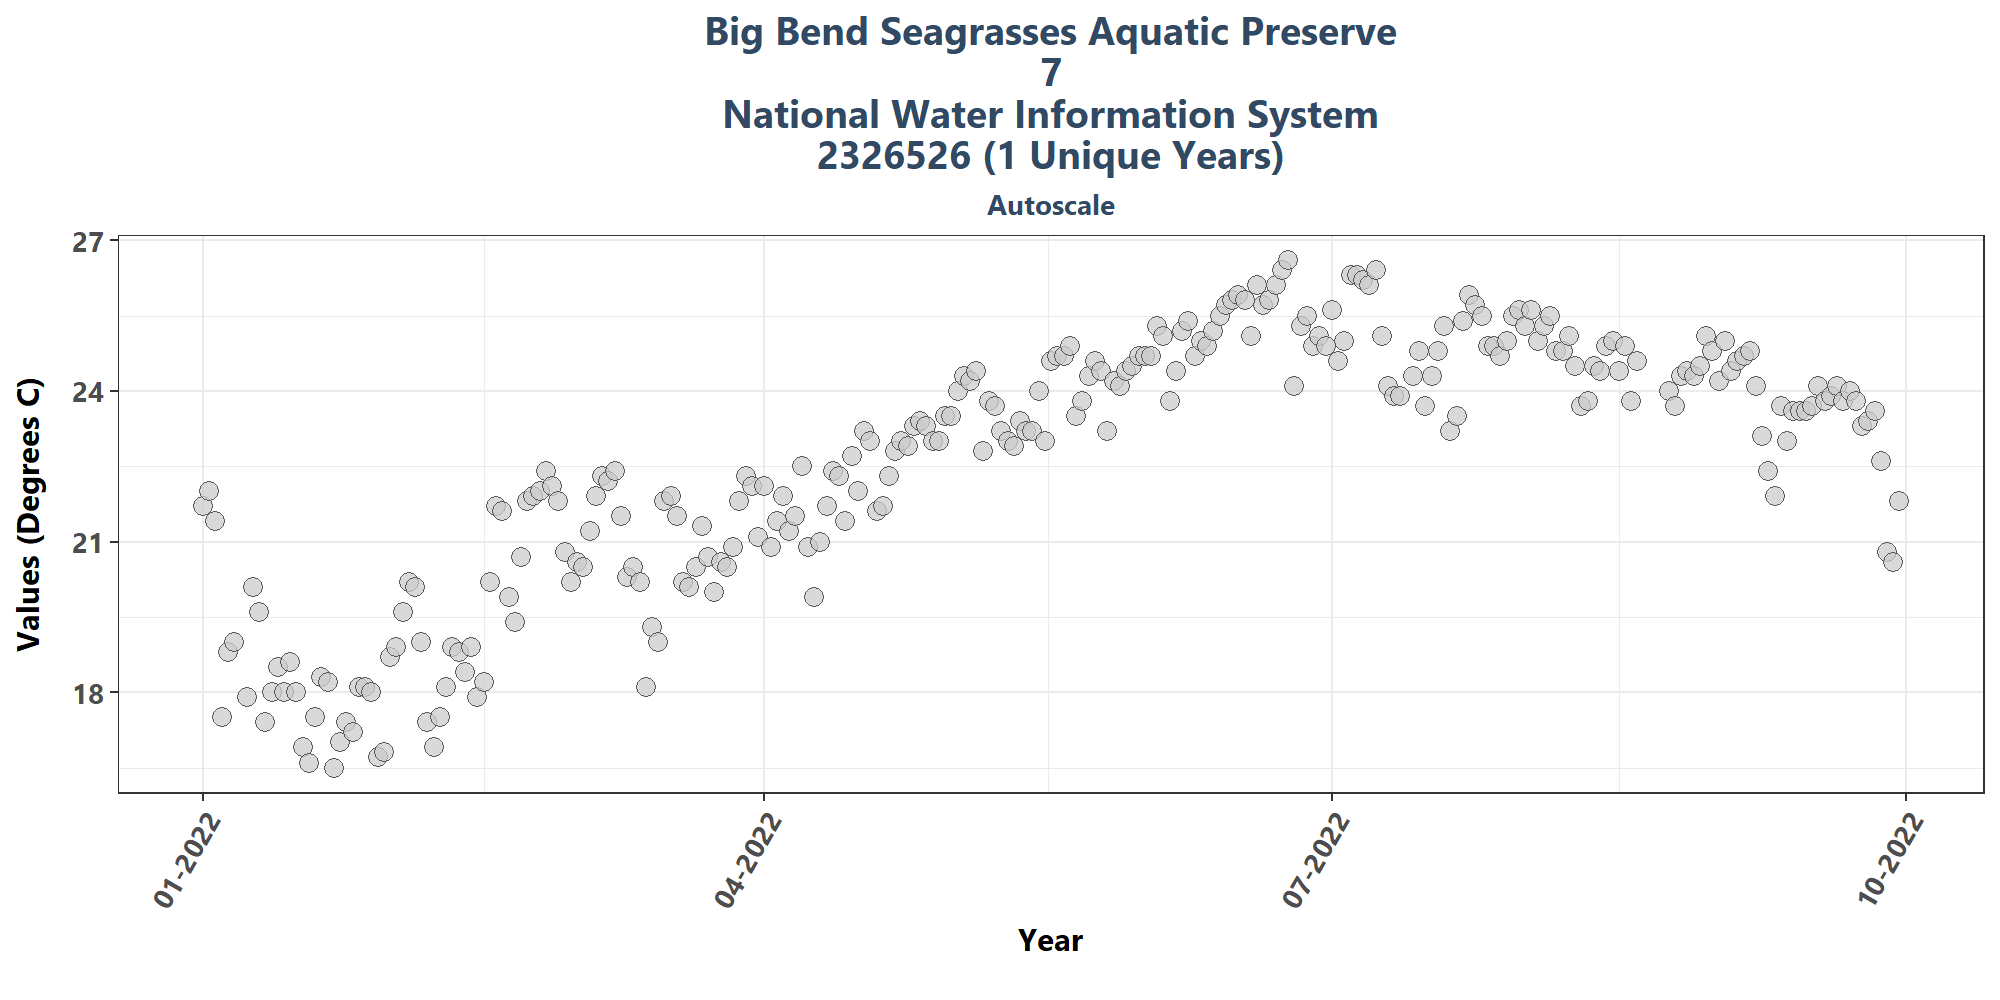 Big Bend Seagrasses Aquatic Preserve
7
National Water Information System
2326526 (1 Unique Years)
Autoscale
Values (Degrees C)
27
24
21
18
01-2022
04-2022
07-2022
10-2022
Year